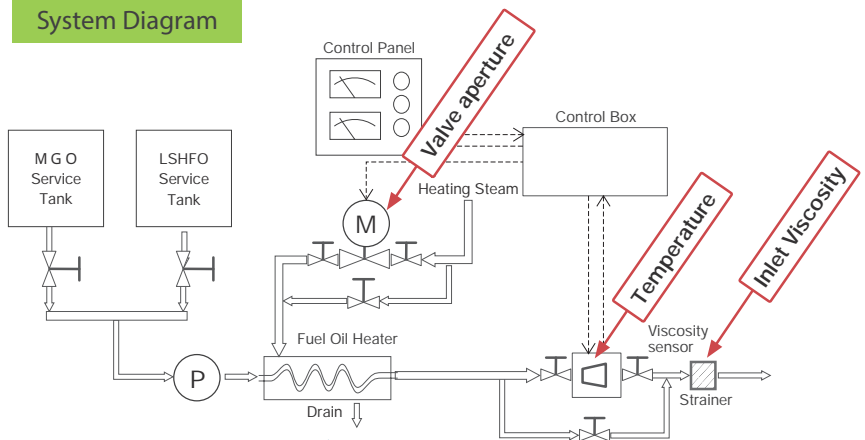 System Diagram
Control Panel
Valve aperture
Control Box
M G O
Service
Tank
LSHFO
Service
Tank
Heating Steam
M
Temperature
Inlet Viscosity
Fuel Oil Heater
Viscosity
sensor
P
Strainer
Drain